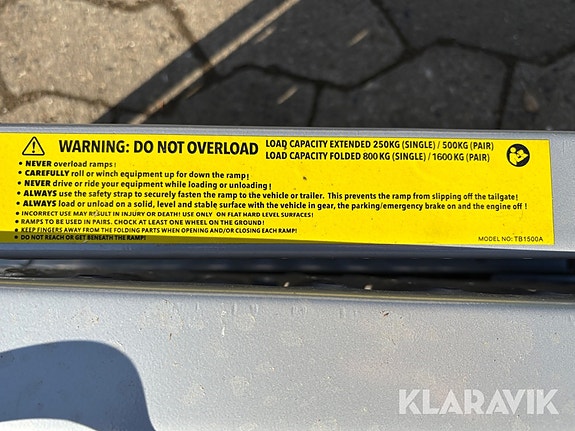 WARNING: DO NOT OVERLOAD LOAD CAPACITY EXTENDED 250KG (SINGLE) / 500KG (PAIR)
LOAD CAPACITY FOLDED 800 KG (SINGLE) / 1600 KG (PAIR)
• NEVER overload ramps!
• CAREFULLY roll or winch equipment up for down the ramp!
• NEVER drive or ride your equipment while loading or unloading!
• ALWAYS use the safety strap to securely fasten the ramp to the vehicle or trailer. This prevents the ramp from slipping off the tailgate!
• ALWAYS load or unload on a solid, level and stable surface with the vehicle in gear, the parking/emergency brake on and the engine off!
• INCORRECT USE MAY RESULT IN INJURY OR DEATH! USE ONLY ON FLAT HARD LEVEL SURFACES!
• RAMPS TO BE USED IN PAIRS. CHOCK AT LEAST ONE WHEEL ON THE GROUND!
• KEEP FINGERS AWAY FROM THE FOLDING PARTS WHEN OPENING AND/OR CLOSING EACH RAMP!
• DO NOT REACH OR GET BENEATH THE RAMP!
MODEL NO: TB1500A
KLARAVIK